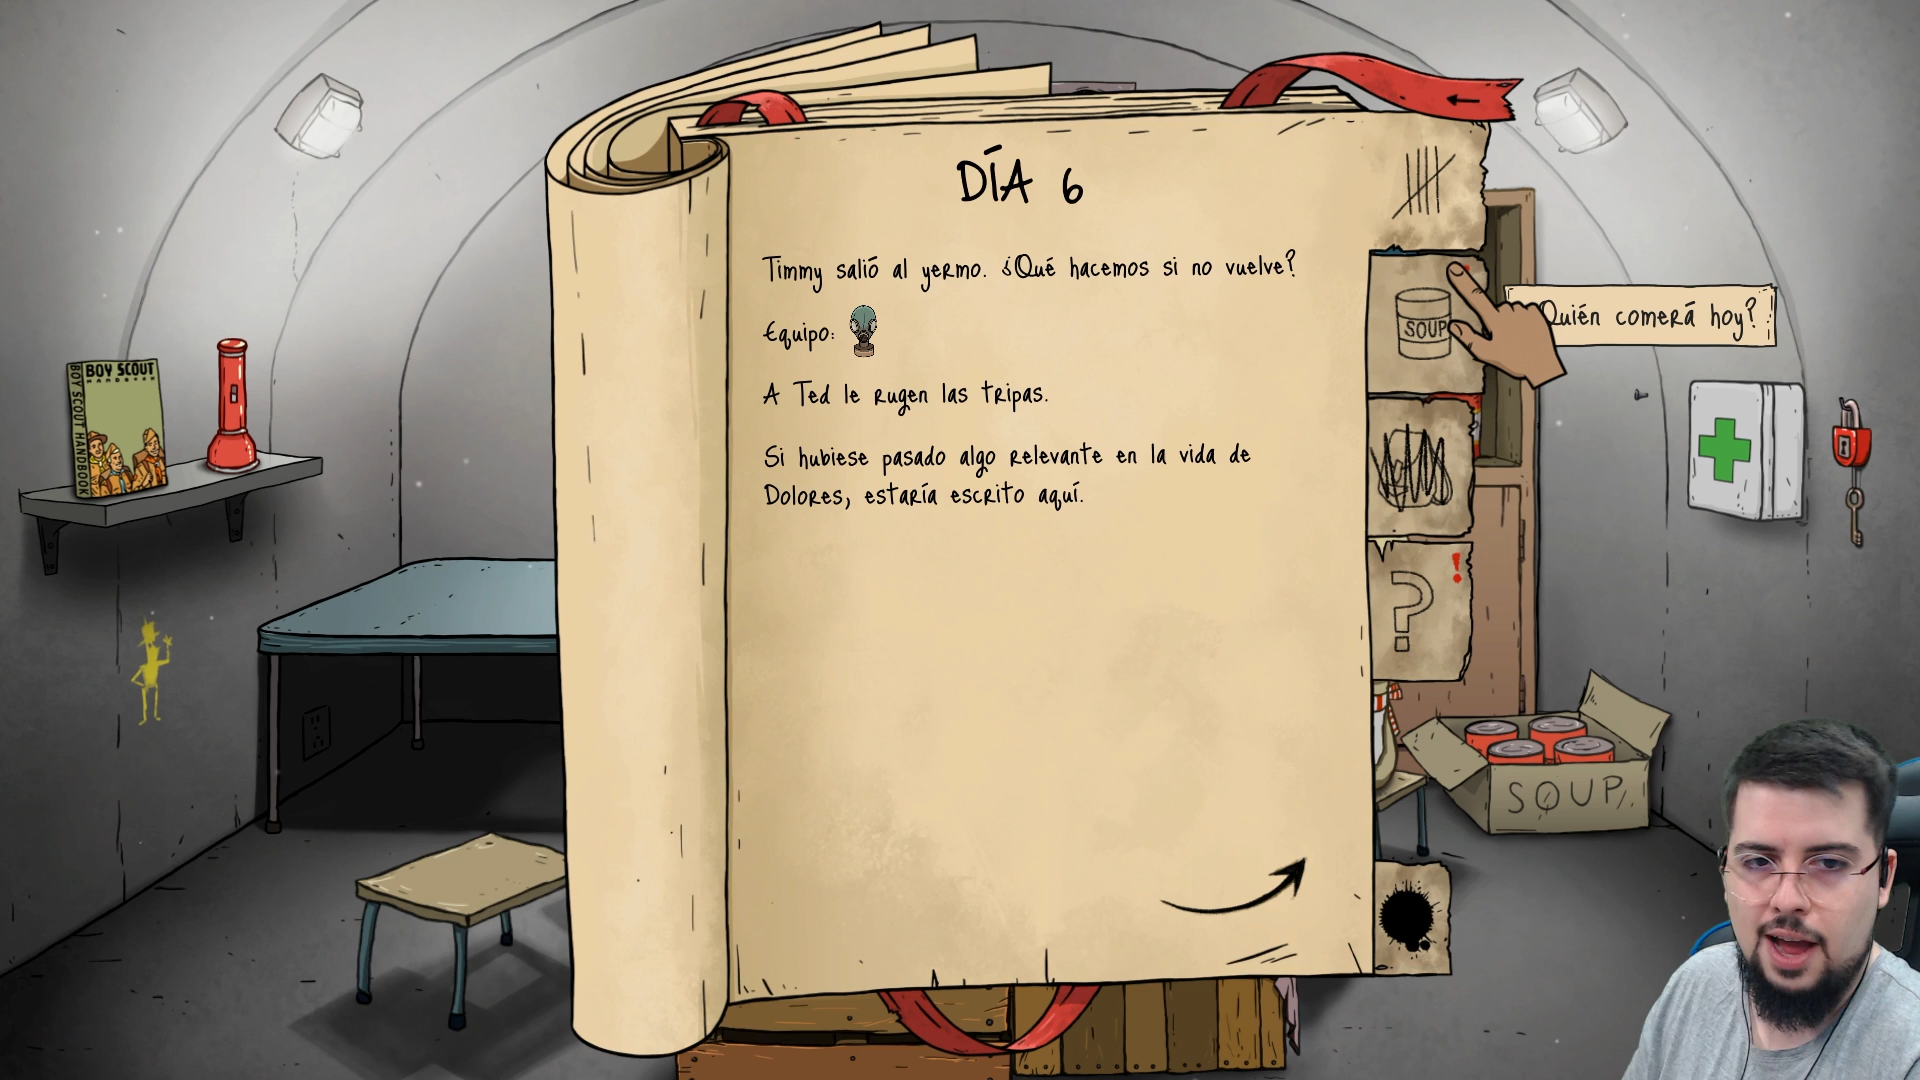 DÍA 6
Timmy salió al yermo. ¿Qué hacemos si no vuelve?
Equipo:
A Ted le rugen las tripas.
Si hubiese pasado algo relevante en la vida de
Dolores, estaría escrito aquí.
SOUP
Quién comerá hoy?
BOY SCOUT
HANDBOOK
BOY SCOUT HANDBOOK
?
!
SOUP